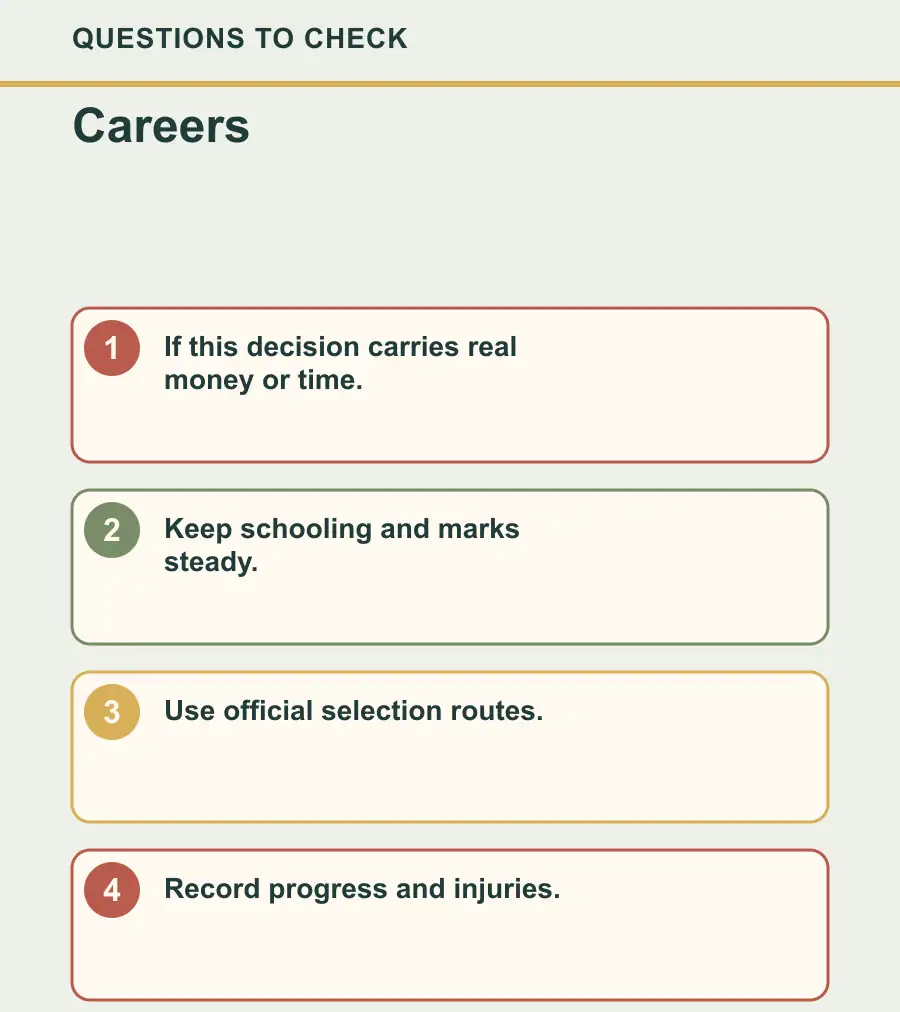 QUESTIONS TO CHECK
Careers
1
If this decision carries real
money or time.
2
Keep schooling and marks
steady.
3
Use official selection routes.
4
Record progress and injuries.